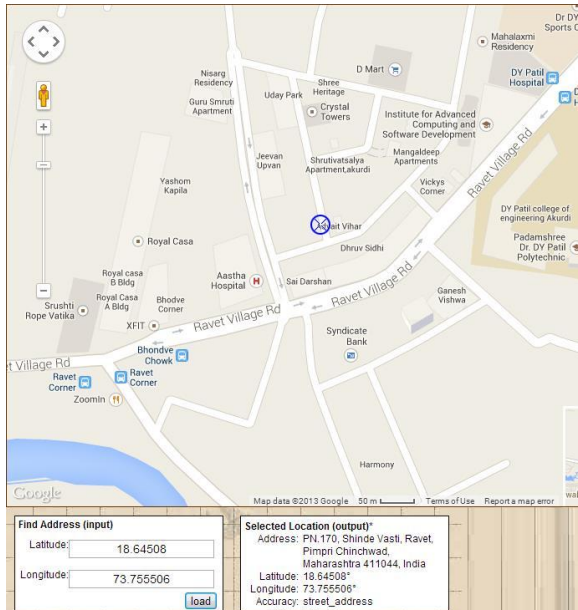 Dr DY
Sports C
Mahalaxmi
Residency
DY Patil
Hospital
D Mart
Nisarg
Residency
Shree
Heritage
Uday Park
Guru Smruti
Apartment
Crystal
Towers
Institute for Advanced
Computing and
Software Development
Jeevan
Upvan
Shrutivatsalya
Apartment,akurdi
Mangaldeep
Apartments
Ravet Village Rd
Yashom
Kapila
Vickys
Corner
DY Patil college of
engineering Akurdi
Vihar
Royal Casa
Dhruv Sidhi
Padamshree
Dr. DY Patil
Polytechnic
Royal casa
B Bldg
Aastha
Hospital
Sai Darshan
Ganesh
Vishwa
Royal Casa
A Bldg
Bhodve
Corner
Srushti
Rope Vatika
XFIT
Ravet Village Rd
Ravet Village Rd
Syndicate
Bank
Bhondve
Chowk
et Village Rd
Ravet
Corner
Ravet
Corner
ZoomIn
Harmony
Google
Map data ©2013 Google
50 m
Terms of Use
Report a map error
Find Address (input)
Latitude:
18.64508
Longitude:
73.755506
load
Selected Location (output)*
Address: PN.170, Shinde Vasti, Ravet,
Pimpri Chinchwad,
Maharashtra 411044, India
Latitude: 18.64508°
Longitude: 73.755506°
Accuracy: street_address